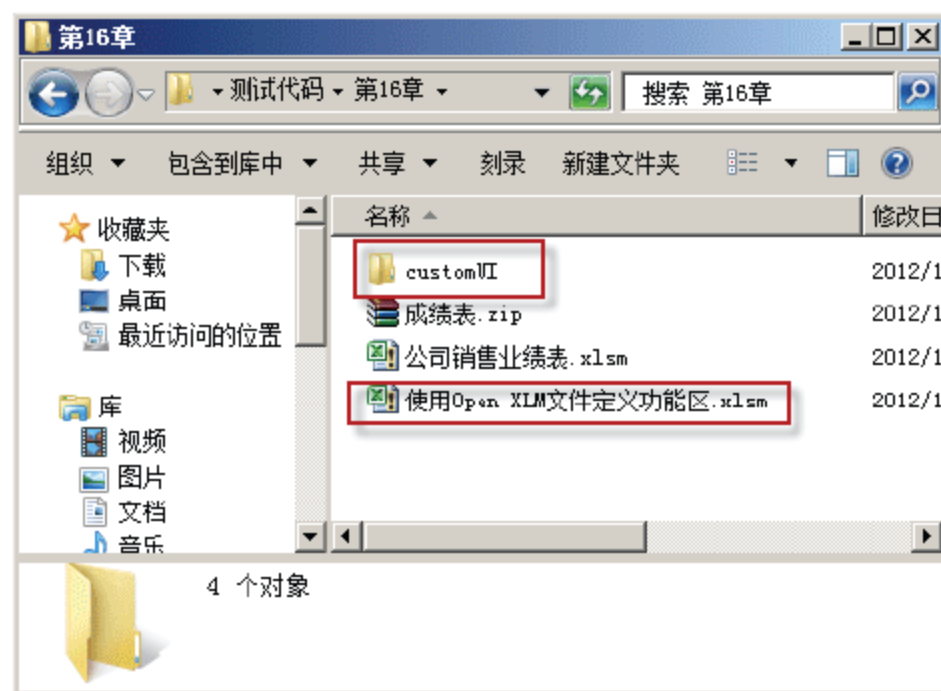 第16章
测试代码 第16章
搜索 第16章
组织 包含到库中 共享 刻录 新建文件夹
收藏夹
下载
桌面
最近访问的位置
库
视频
图片
文档
音乐
名称 修改日
customUI 2012/1
成绩表.zip 2012/1
公司销售业绩表.xlsm 2012/1
使用Open XLM文件定义功能区.xlsm 2012/1
4 个对象